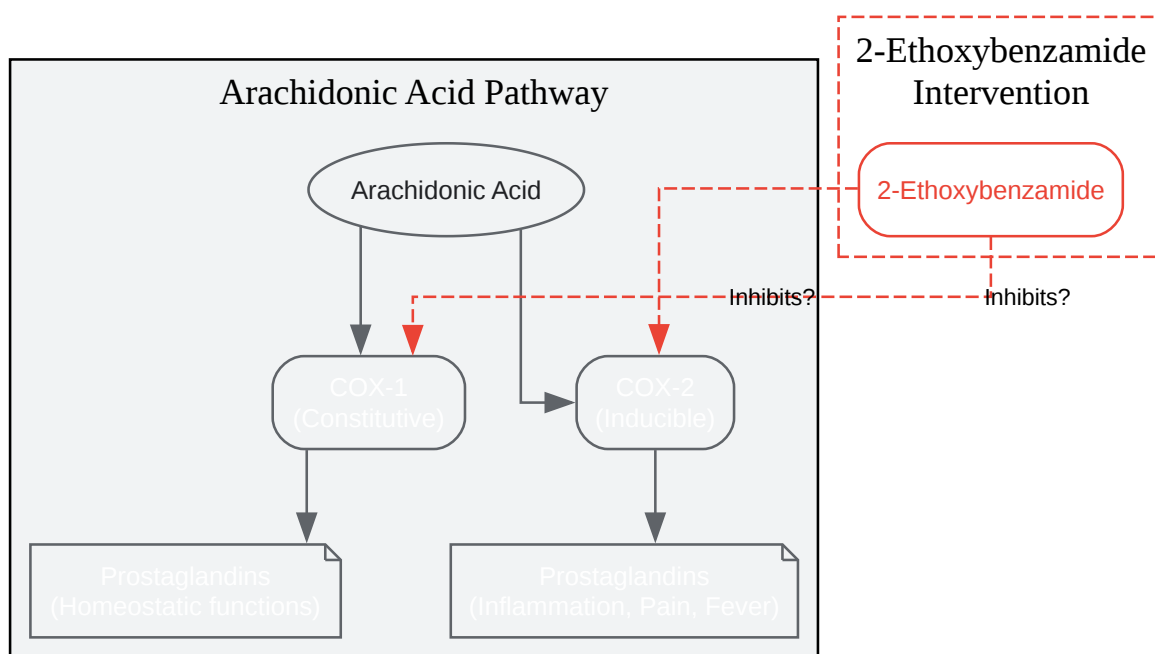 2-Ethoxybenzamide
Intervention
Arachidonic Acid Pathway
Arachidonic Acid
2-Ethoxybenzamide
Inhibits?
Inhibits?
COX-1
(Constitutive)
COX-2
(Inducible)
Prostaglandins
(Homeostatic functions)
Prostaglandins
(Inflammation, Pain, Fever)